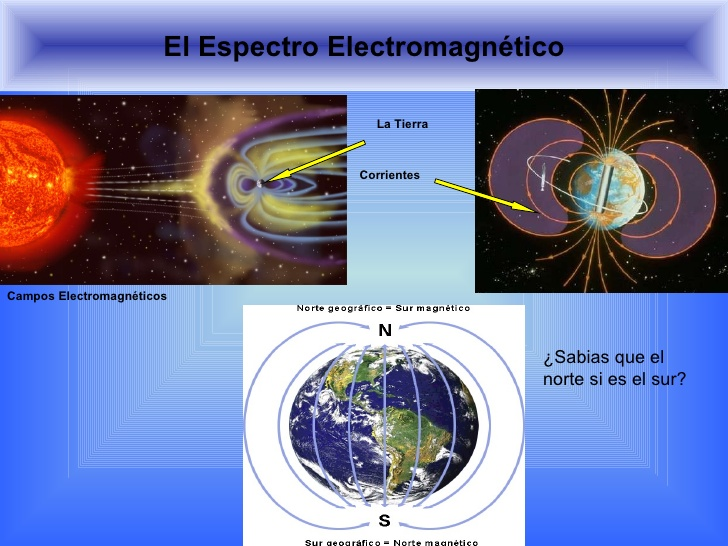 El Espectro Electromagnético
La Tierra
Corrientes
Campos Electromagnéticos
Norte geográfico = Sur magnético
N
¿Sabias que el
norte si es el sur?
S
Sur geográfico = Norte magnético